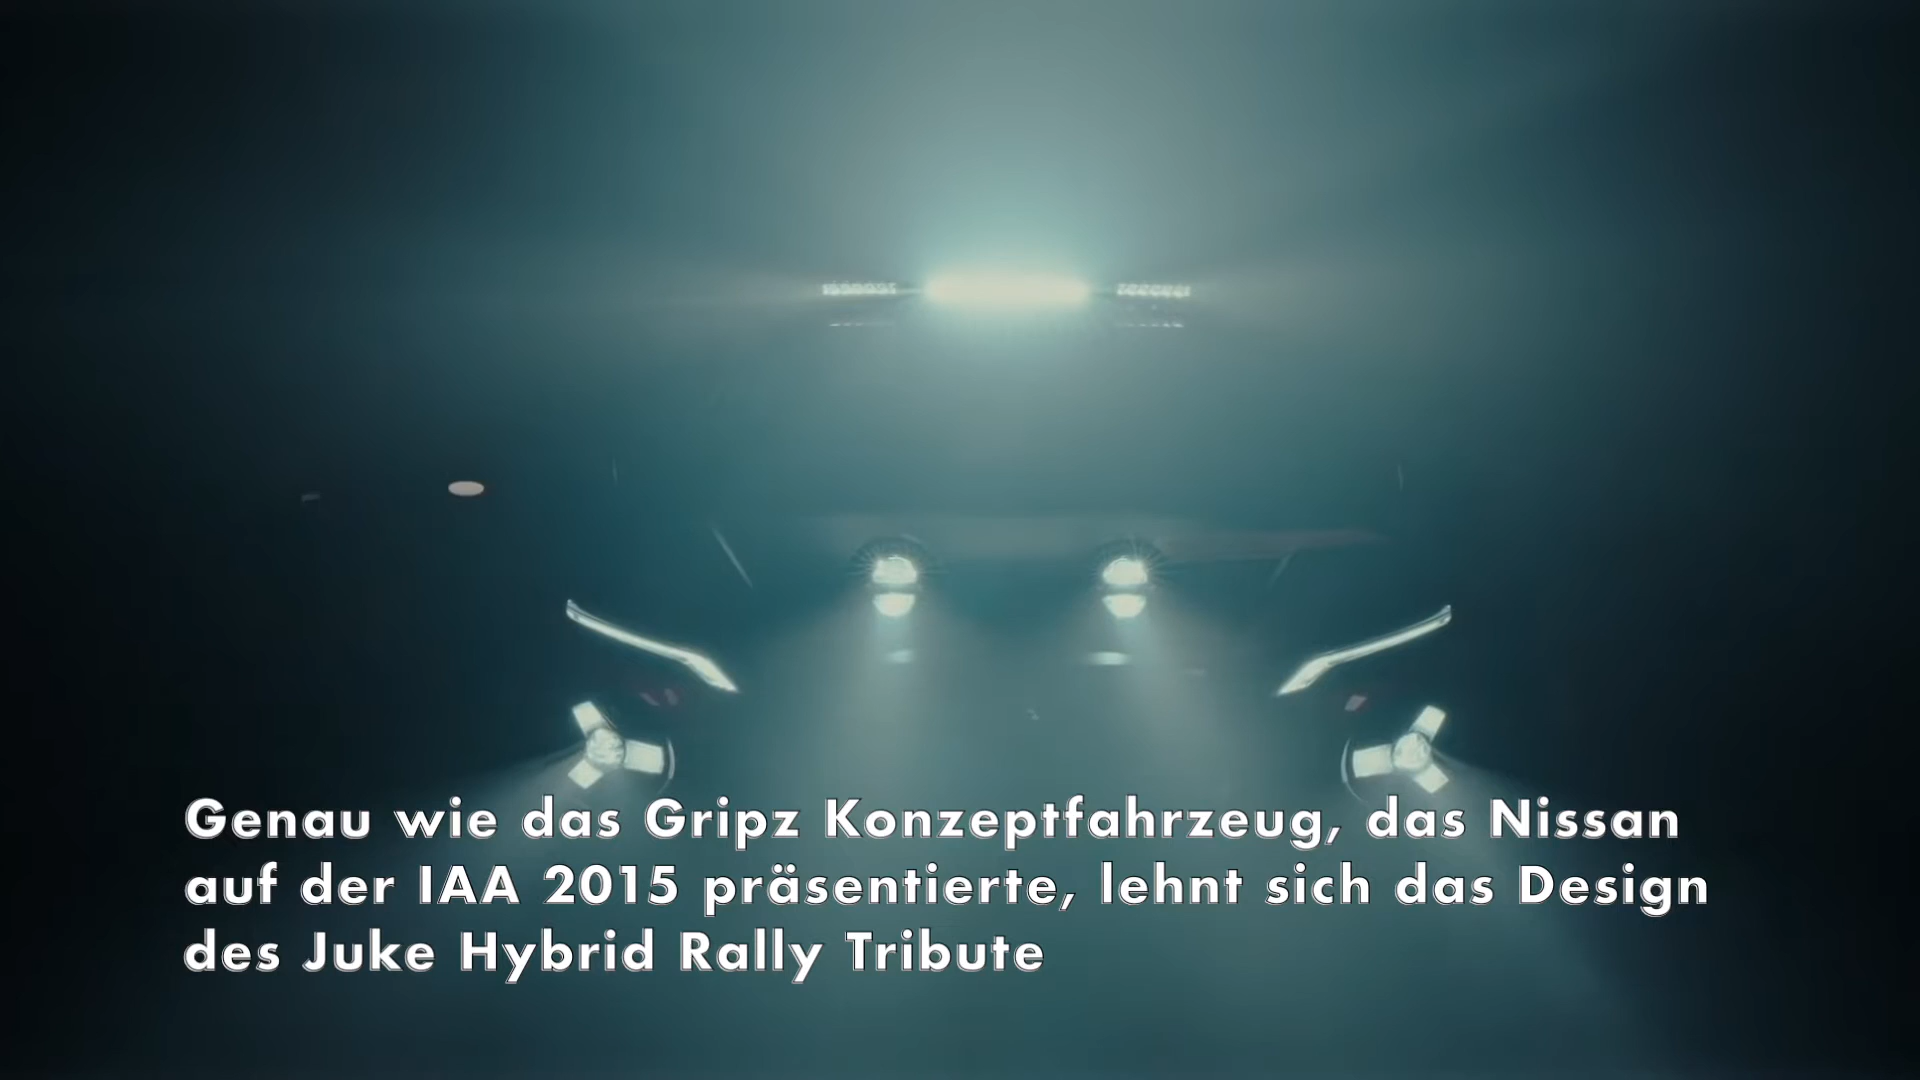 Genau wie das Gripz Konzeptfahrzeug, das Nissan
auf der IAA 2015 präsentierte, lehnt sich das Design
des Juke Hybrid Rally Tribute